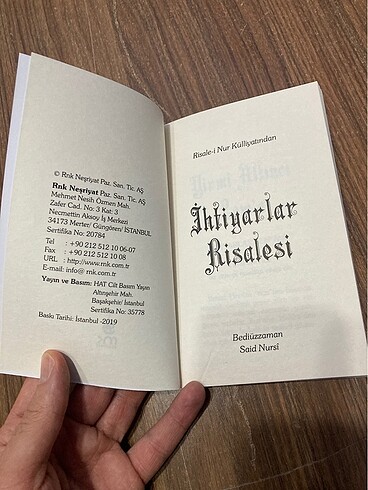 © Rnk Neşriyat Paz. San. Tic. AŞ
Rnk Neşriyat Paz. San. Tic. AŞ
Mehmet Nesih Özmen Mah.
Zafer Cad. No: 3 Kat: 3
Necmettin Aksoy İş Merkezi
34173 Merter/ Güngören/ İSTANBUL
Sertifika No: 20784
Tel : +90 212 512 10 06-07
Fax : +90 212 512 10 08
URL : http://www.rnk.com.tr
E-mail: info@ rnk.com.tr
Yayın ve Basım: HAT Cilt Basım Yayan
Altınşehir Mah.
Başakşehir/ İstanbul
Sertifika No: 35778
Baskı Tarihi: İstanbul -2019
Risale-i Nur Külliyatından
İhtiyarlar
Risalesi
Bediüzzaman
Said Nursî